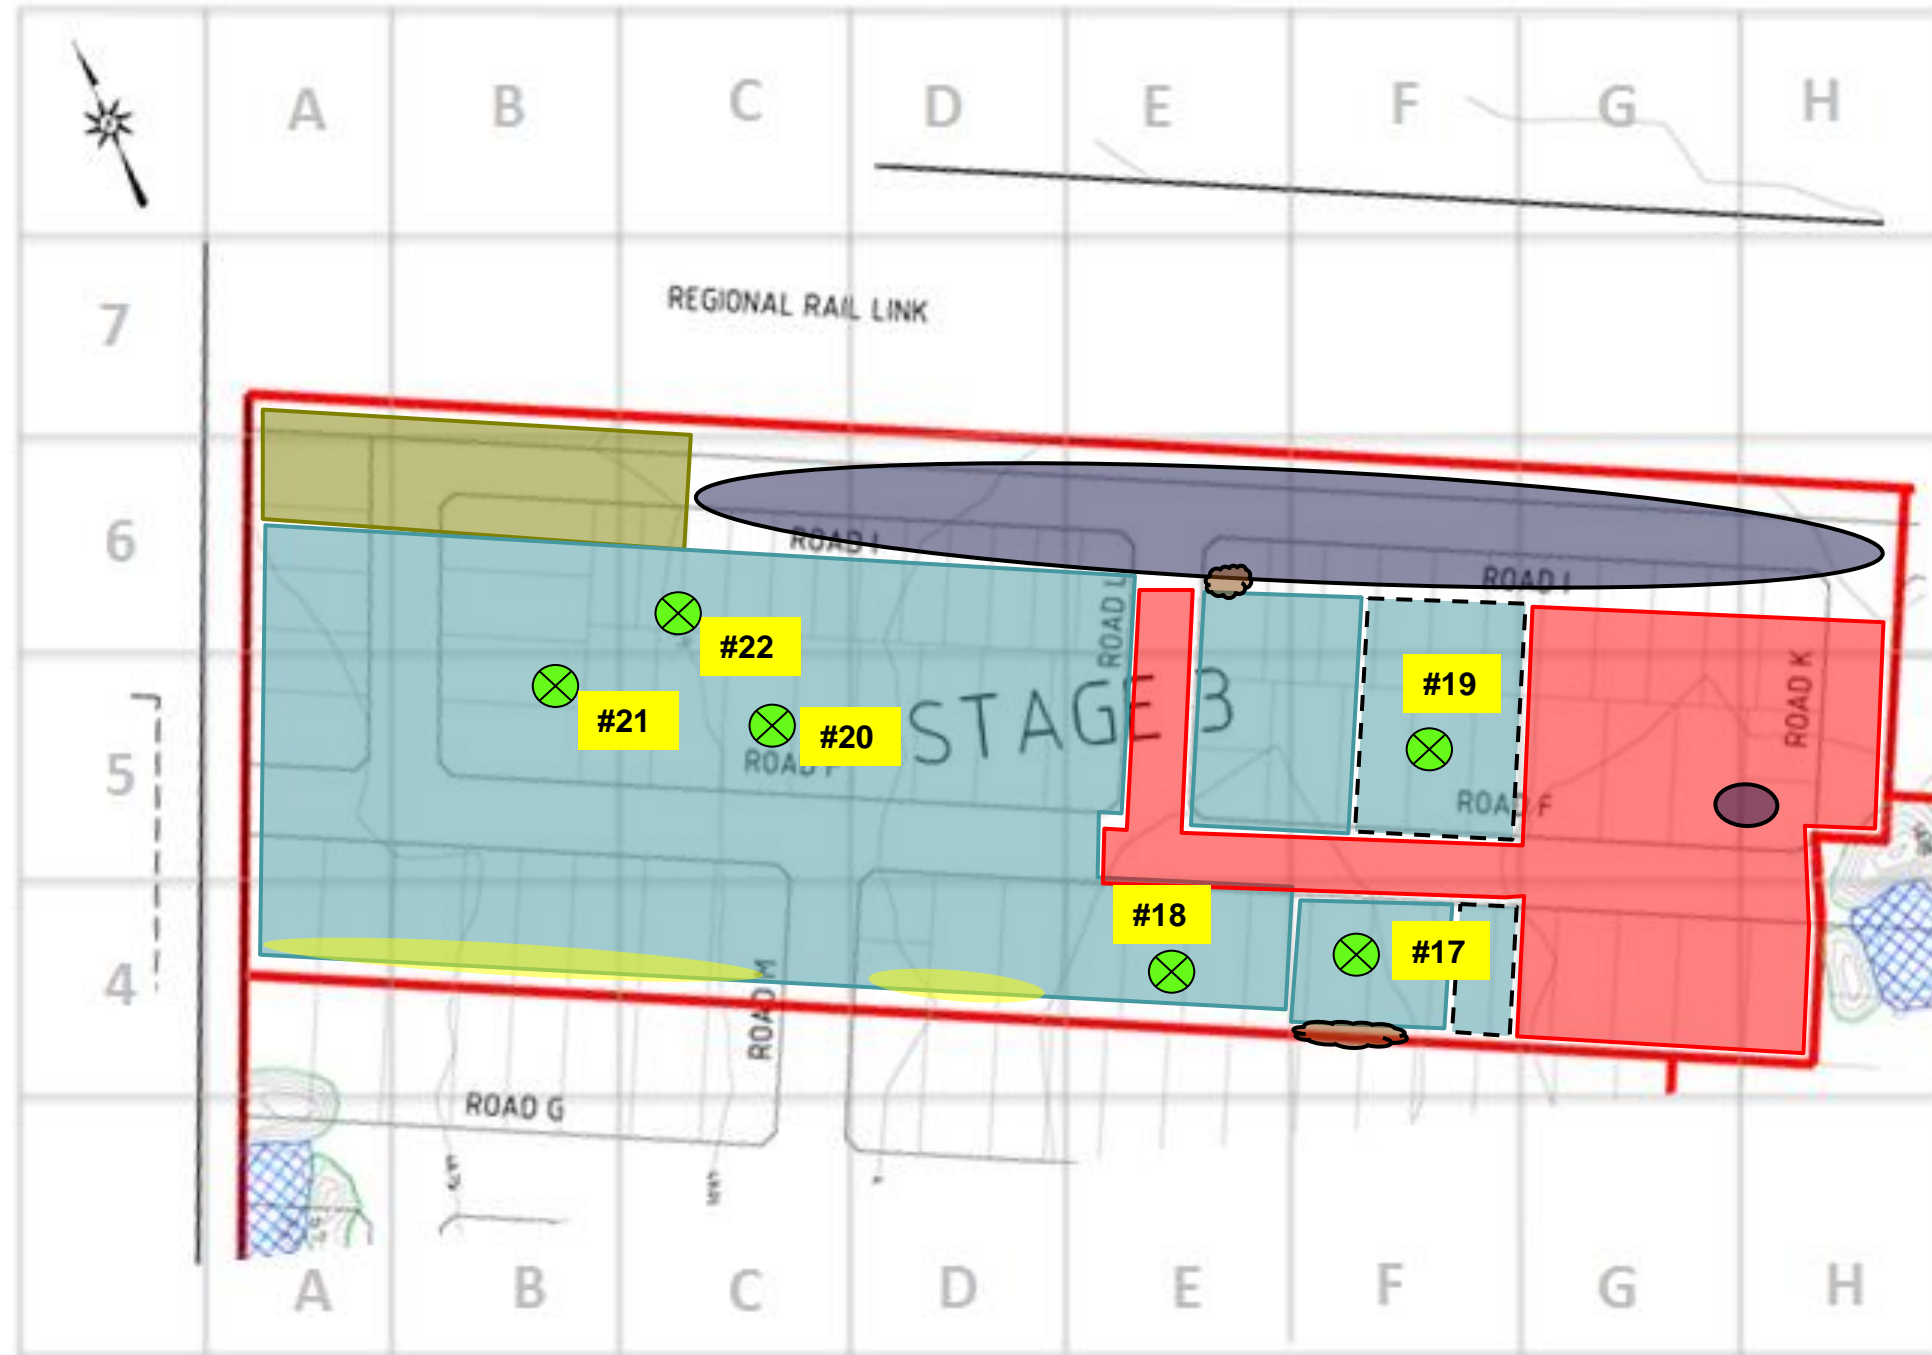 A B C D E F G H
7
REGIONAL RAIL LINK
6
ROAD I
ROAD I
ROAD L
#22
#19
ROAD K
#21
#20
STAGE 3
ROAD F
5
ROAD F
#18
#17
4
ROAD M
ROAD G
A B C D E F G H